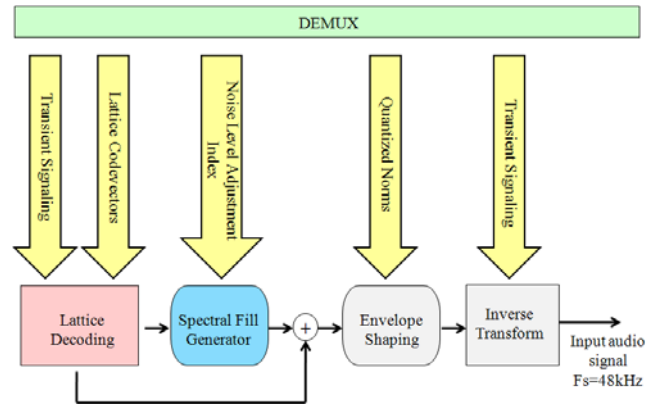 DEMUX
Transient Signaling
Lattice Codevectors
Noise Level Adjustment
Index
Quantized Norms
Transient Signaling
Lattice
Decoding
Spectral Fill
Generator
+
Envelope
Shaping
Inverse
Transform
Input audio
signal
Fs=48kHz